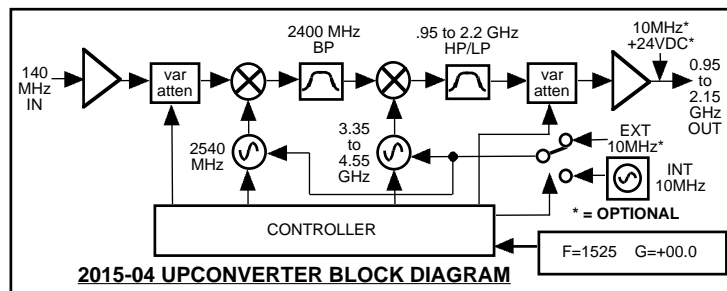 2400 MHz
BP
.95 to 2.2 GHz
HP/LP
10MHz*
+24VDC*
140
MHz
IN
var
atten
var
atten
0.95
to
2.15
GHz
OUT
2540
MHz
3.35
to
4.55
GHz
EXT
10MHz*
INT
10MHz
* = OPTIONAL
CONTROLLER
F=1525 G=+00.0
2015-04 UPCONVERTER BLOCK DIAGRAM